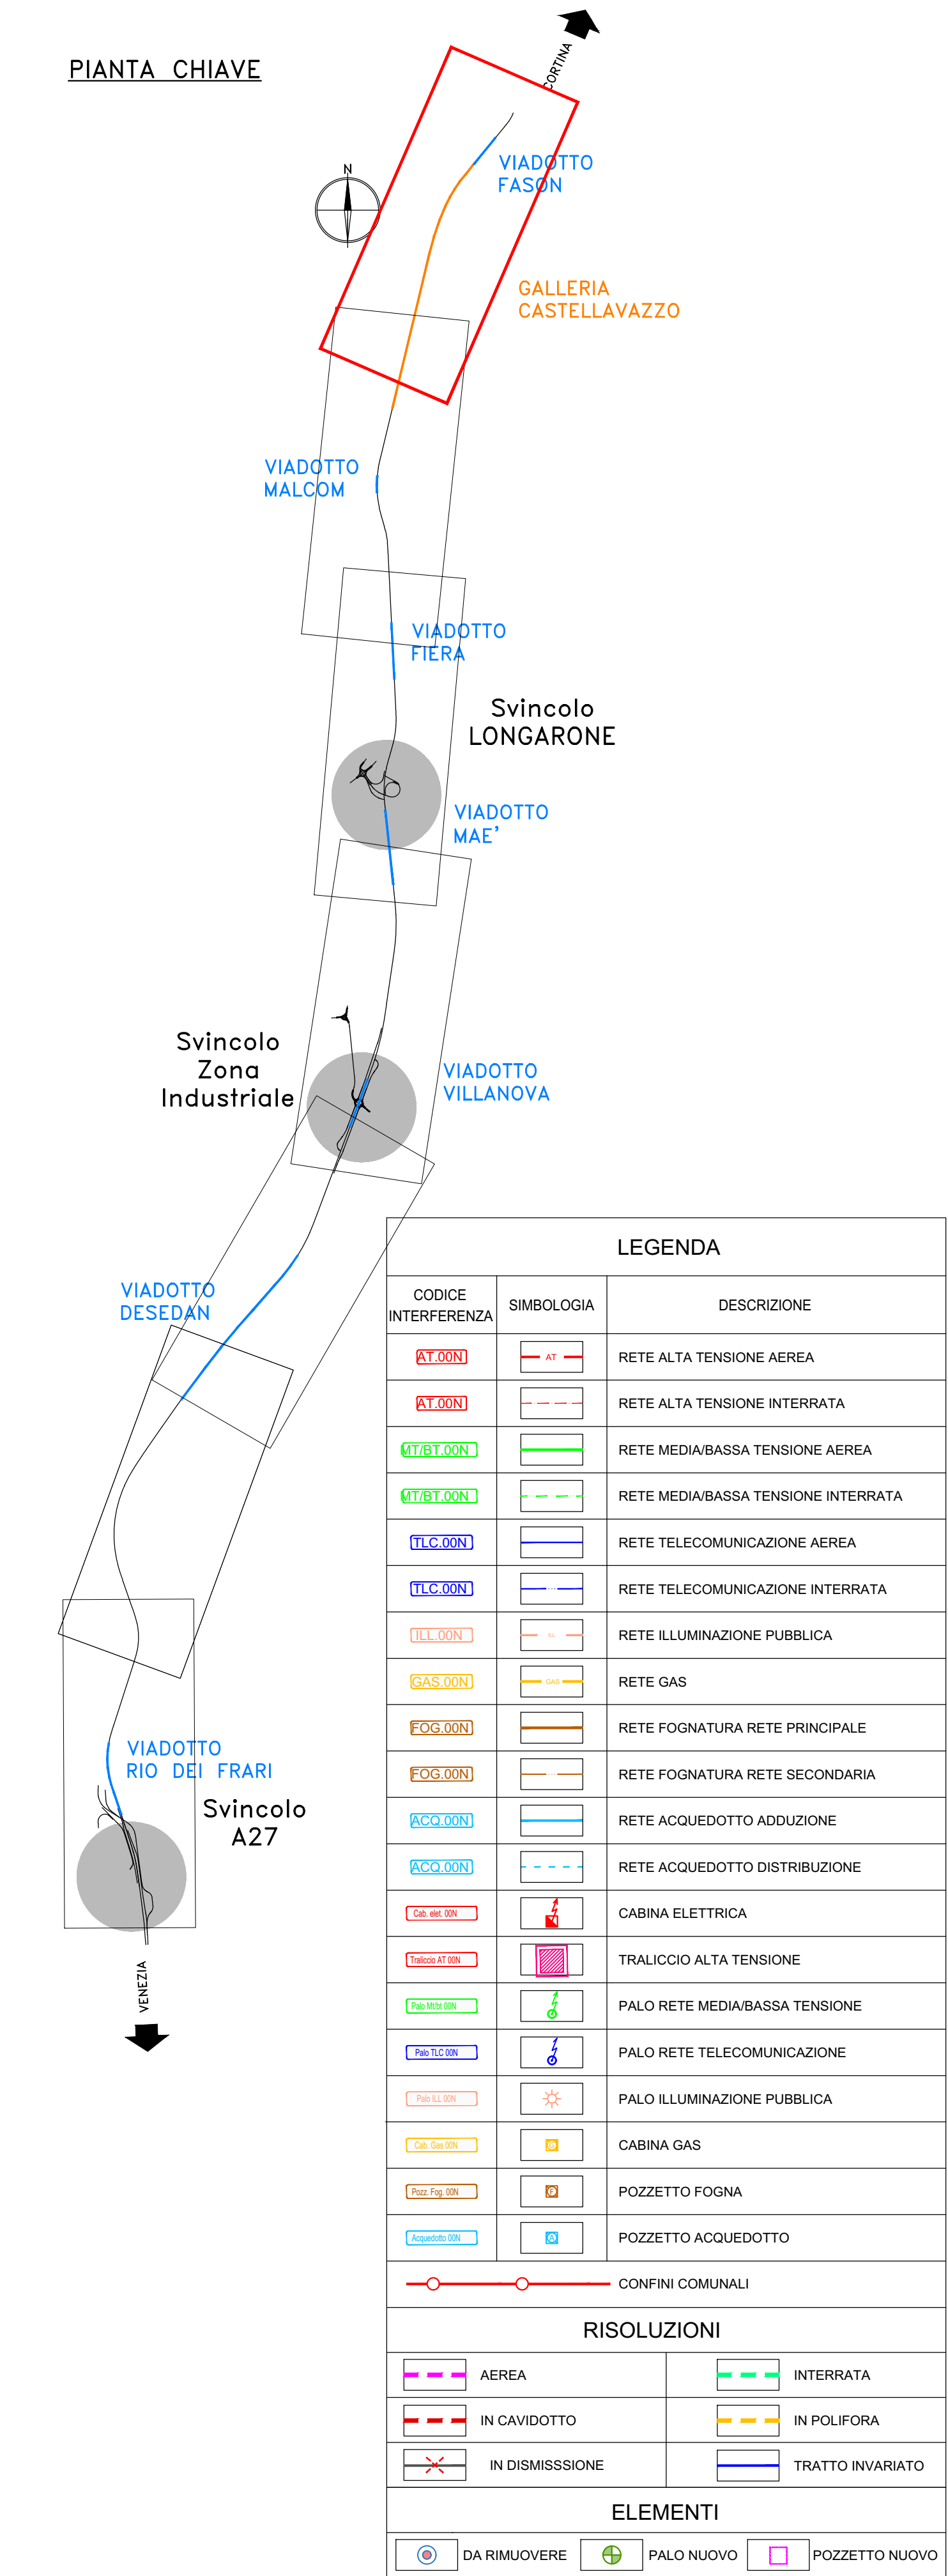 PIANTA CHIAVE
CORTINA
N
VIADOTTO
FASON
GALLERIA
CASTELLAVAZZO
VIADOTTO
MALCOM
VIADOTTO
FIERA
Svincolo
LONGARONE
VIADOTTO
MAE'
Svincolo
Zona
Industriale
VIADOTTO
VILLANOVA
VIADOTTO
DESEDAN
VIADOTTO
RIO DEI FRARI
Svincolo
A27
VENEZIA
LEGENDA
CODICE
INTERFERENZA
SIMBOLOGIA
DESCRIZIONE
AT.00N AT RETE ALTA TENSIONE AEREA
AT.00N RETE ALTA TENSIONE INTERRATA
MT/BT.00N RETE MEDIA/BASSA TENSIONE AEREA
MT/BT.00N RETE MEDIA/BASSA TENSIONE INTERRATA
TLC.00N RETE TELECOMUNICAZIONE AEREA
TLC.00N RETE TELECOMUNICAZIONE INTERRATA
ILL.00N ILL RETE ILLUMINAZIONE PUBBLICA
GAS.00N GAS RETE GAS
FOG.00N RETE FOGNATURA RETE PRINCIPALE
FOG.00N RETE FOGNATURA RETE SECONDARIA
ACQ.00N RETE ACQUEDOTTO ADDUZIONE
ACQ.00N RETE ACQUEDOTTO DISTRIBUZIONE
Cab. elet. 00N CABINA ELETTRICA
Traliccio AT 00N TRALICCIO ALTA TENSIONE
Palo Mt/bt 00N PALO RETE MEDIA/BASSA TENSIONE
Palo TLC 00N PALO RETE TELECOMUNICAZIONE
Palo ILL 00N PALO ILLUMINAZIONE PUBBLICA
Cab. Gas 00N G CABINA GAS
Pozz. Fog. 00N F POZZETTO FOGNA
Acquedotto 00N A POZZETTO ACQUEDOTTO
CONFINI COMUNALI
RISOLUZIONI
AEREA INTERRATA
IN CAVIDOTTO IN POLIFORA
IN DISMISSSIONE TRATTO INVARIATO
ELEMENTI
DA RIMUOVERE PALO NUOVO POZZETTO NUOVO